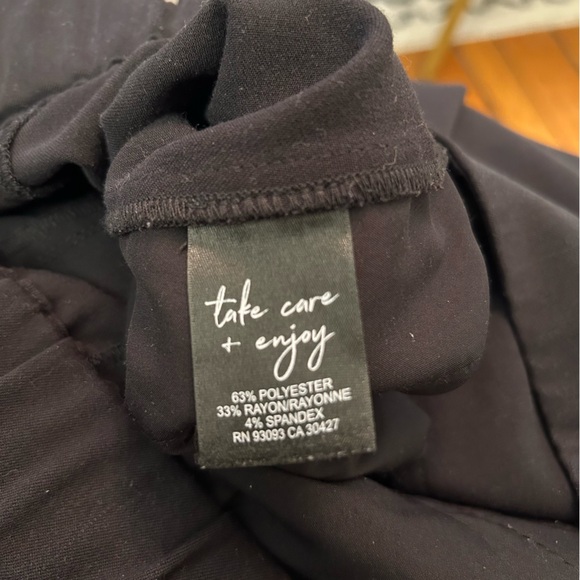 take care
+ enjoy
63% POLYESTER
33% RAYON/RAYONNE
4% SPANDEX
RN 93093 CA 30427